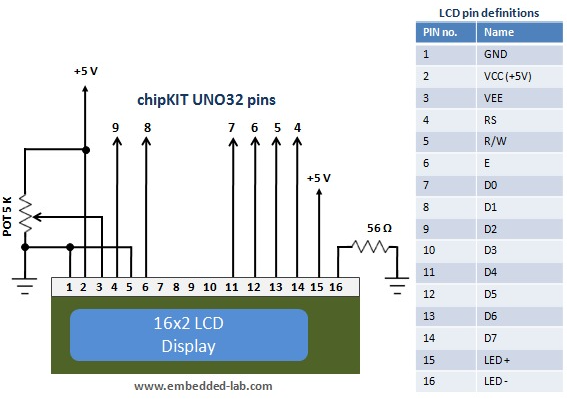 LCD pin definitions
PIN no. Name
1 GND
2 VCC (+5V)
3 VEE
4 RS
5 R/W
6 E
7 D0
8 D1
9 D2
10 D3
11 D4
12 D5
13 D6
14 D7
15 LED+
16 LED-
+5 V
chipKIT UNO32 pins
9 8 7 6 5 4
+5 V
POT 5 K
56 Ω
1 2 3 4 5 6 7 8 9 10 11 12 13 14 15 16
16x2 LCD
Display
www.embedded-lab.com